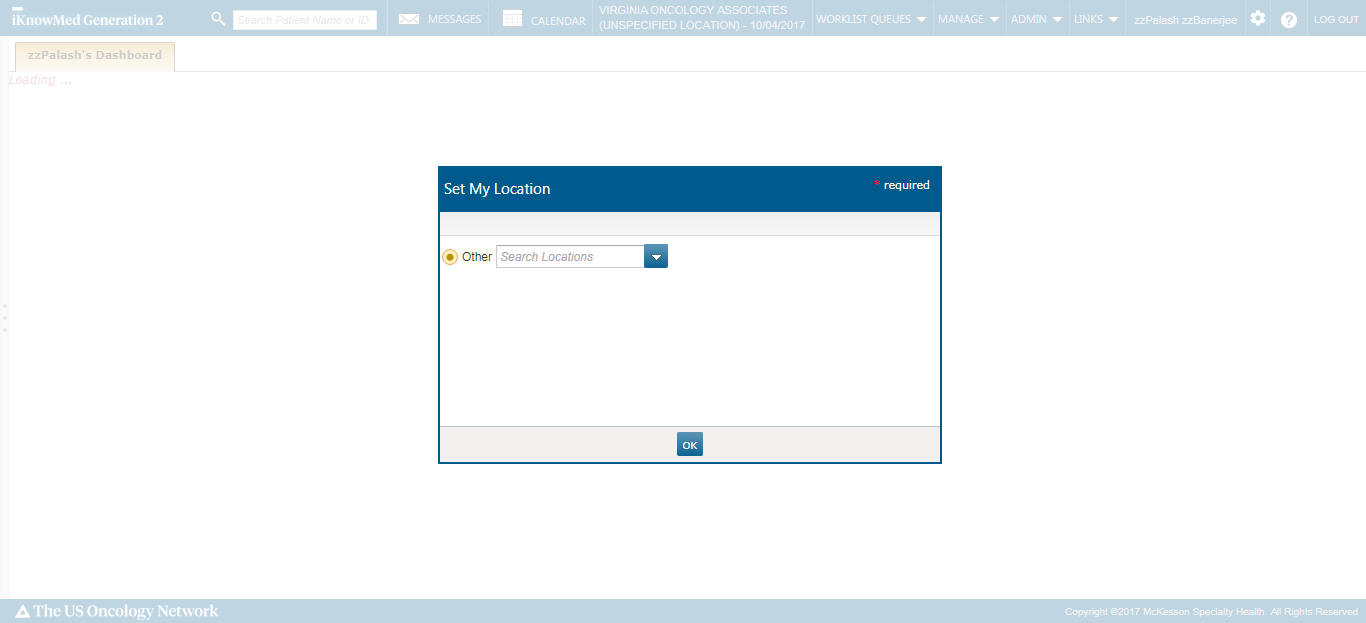 iKnowMed Generation 2
Search Patient Name or ID
MESSAGES
CALENDAR
VIRGINIA ONCOLOGY ASSOCIATES
(UNSPECIFIED LOCATION) - 10/04/2017
WORKLIST QUEUES
MANAGE
ADMIN
LINKS
zzPalash zzBanerjee
?
LOG OUT
zzPalash's Dashboard
Loading ...
Set My Location
* required
Other
Search Locations
OK
The US Oncology Network
Copyright ©2017 McKesson Specialty Health. All Rights Reserved